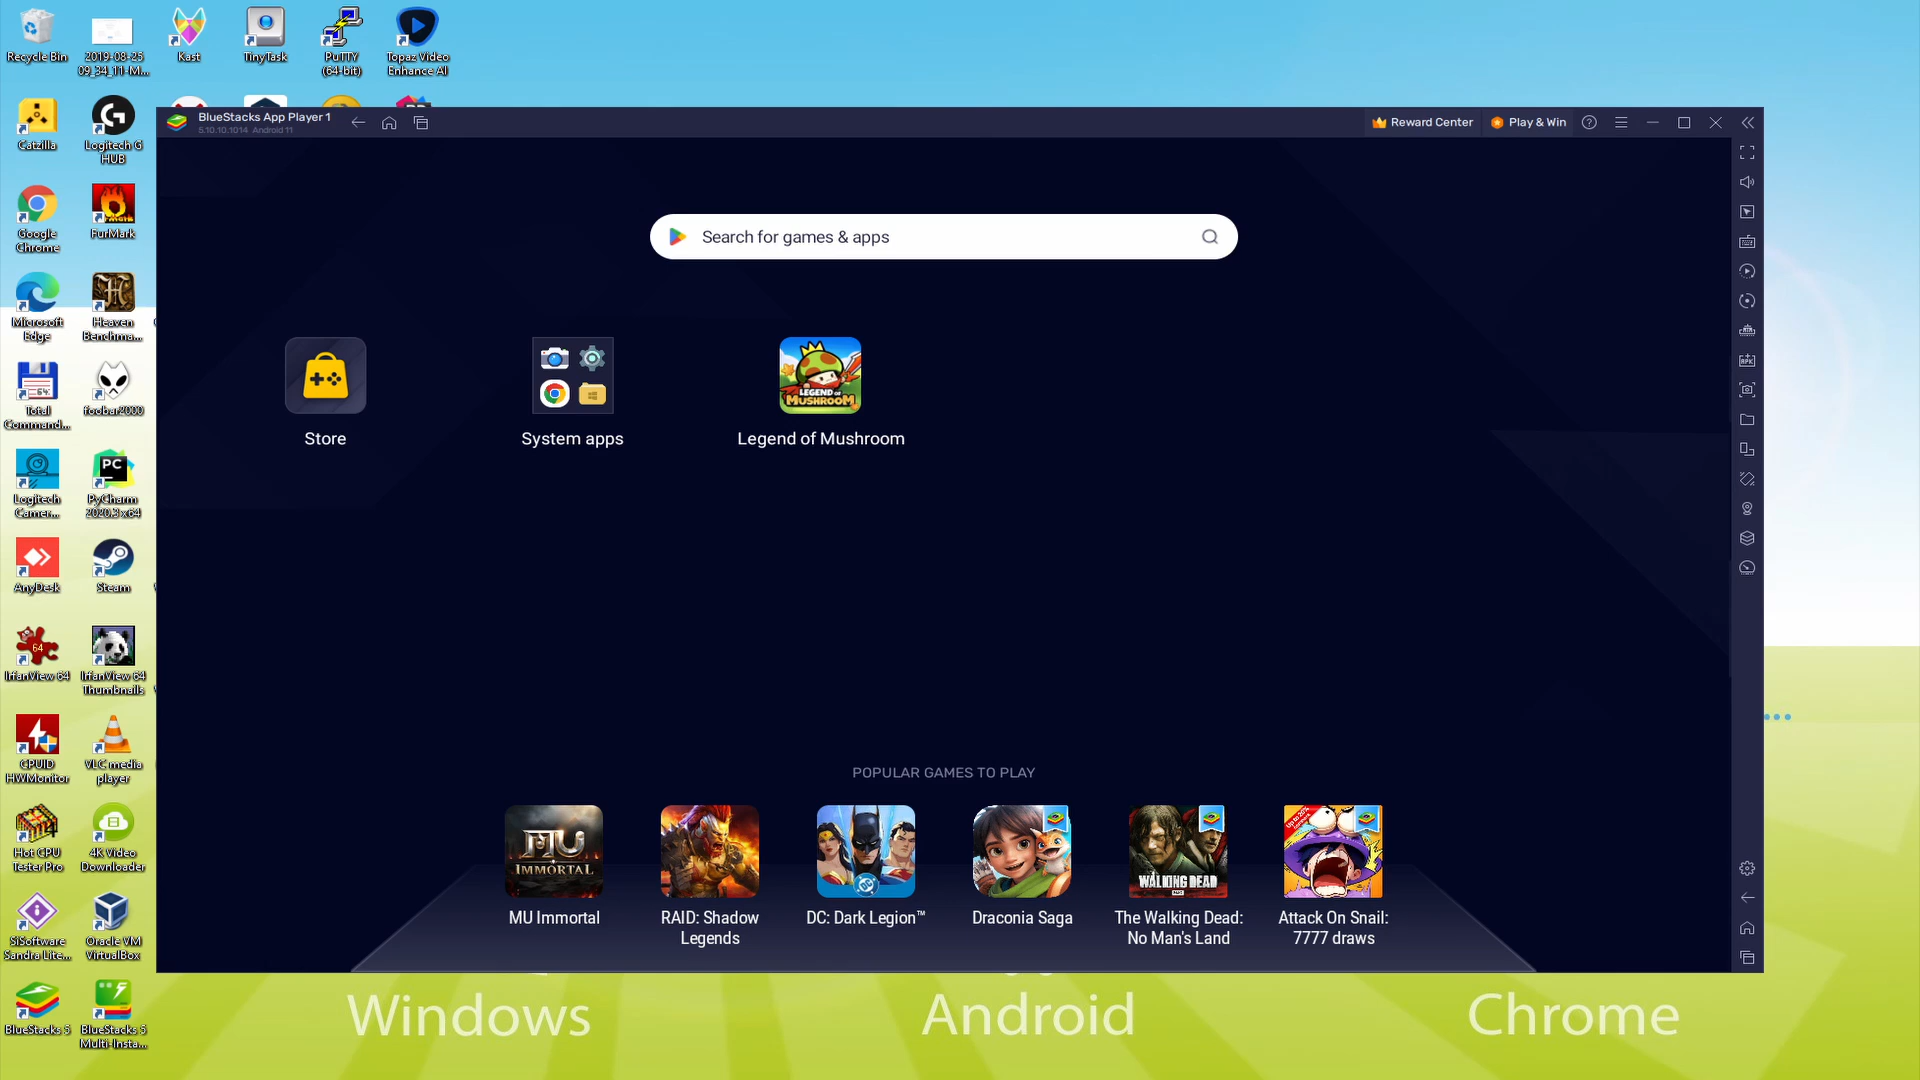 Recycle Bin
2019-08-25
09_34_11-M...
Kast
TinyTask
PuTTY
(64-bit)
Topaz Video
Enhance AI
Catzilla
Logitech G
HUB
Google
Chrome
FurMark
Microsoft
Edge
Heaven
Benchma...
Total
Command...
foobar2000
Logitech
Camer...
PyCharm
2020.3 x64
AnyDesk
Steam
IrfanView 64
IrfanView 64
Thumbnails
CPUID
HWMonitor
VLC media
player
Hot CPU
Tester Pro
4K Video
Downloader
SiSoftware
Sandra Lite...
Oracle VM
VirtualBox
BlueStacks 5
BlueStacks 5
Multi-Insta...
BlueStacks App Player 1
5.10.10.1014 Android 11
Reward Center
Play & Win
Search for games & apps
LEGEND OF
MUSHROOM
Store
System apps
Legend of Mushroom
POPULAR GAMES TO PLAY
MU
IMMORTAL
THE
WALKING DEAD
MU Immortal
RAID: Shadow
Legends
DC: Dark Legion™
Draconia Saga
The Walking Dead:
No Man's Land
Attack On Snail:
7777 draws
Windows
Android
Chrome